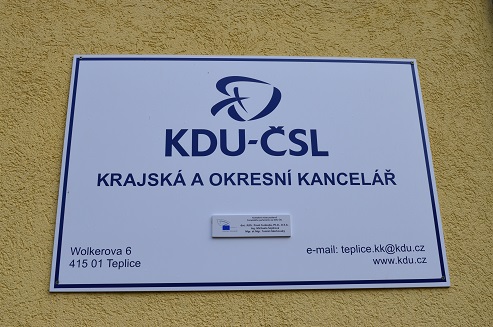 KDU-ČSL
KRAJSKÁ A OKRESNÍ KANCELÁŘ
Wolkerova 6
415 01 Teplice
e-mail: teplice.kk@kdu.cz
www.kdu.cz